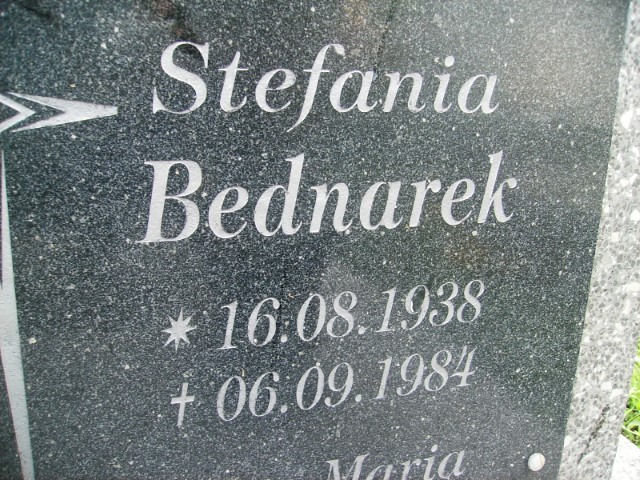 Stefania
Bednarek
* 16.08.1938
† 06.09.1984
Maria